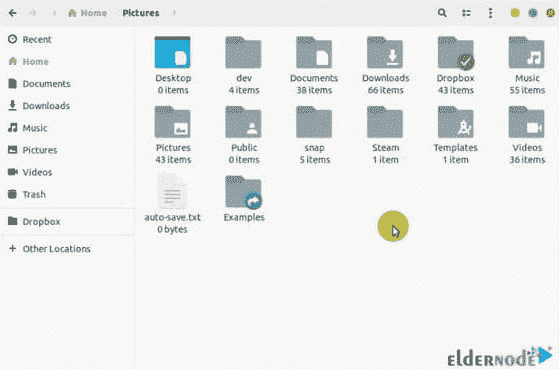 Home Pictures
Recent
Home
Documents
Downloads
Music
Pictures
Videos
Trash
Dropbox
+ Other Locations
Desktop
0 items
dev
4 items
Documents
38 items
Downloads
66 items
Dropbox
43 items
Music
55 items
Pictures
43 items
Public
0 items
snap
5 items
Steam
1 item
Templates
1 item
Videos
36 items
auto-save.txt
0 bytes
Examples
ELDERNODE